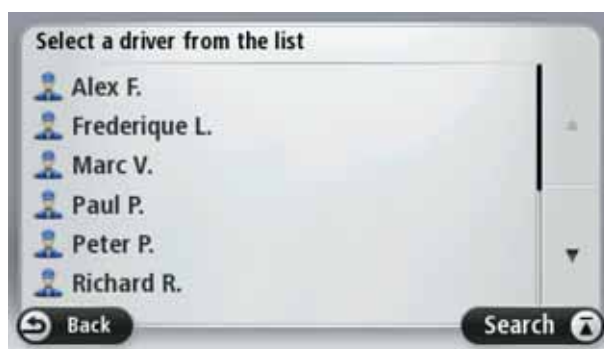 Select a driver from the list
Alex F.
Frederique L.
Marc V.
Paul P.
Peter P.
Richard R.
Back
Search